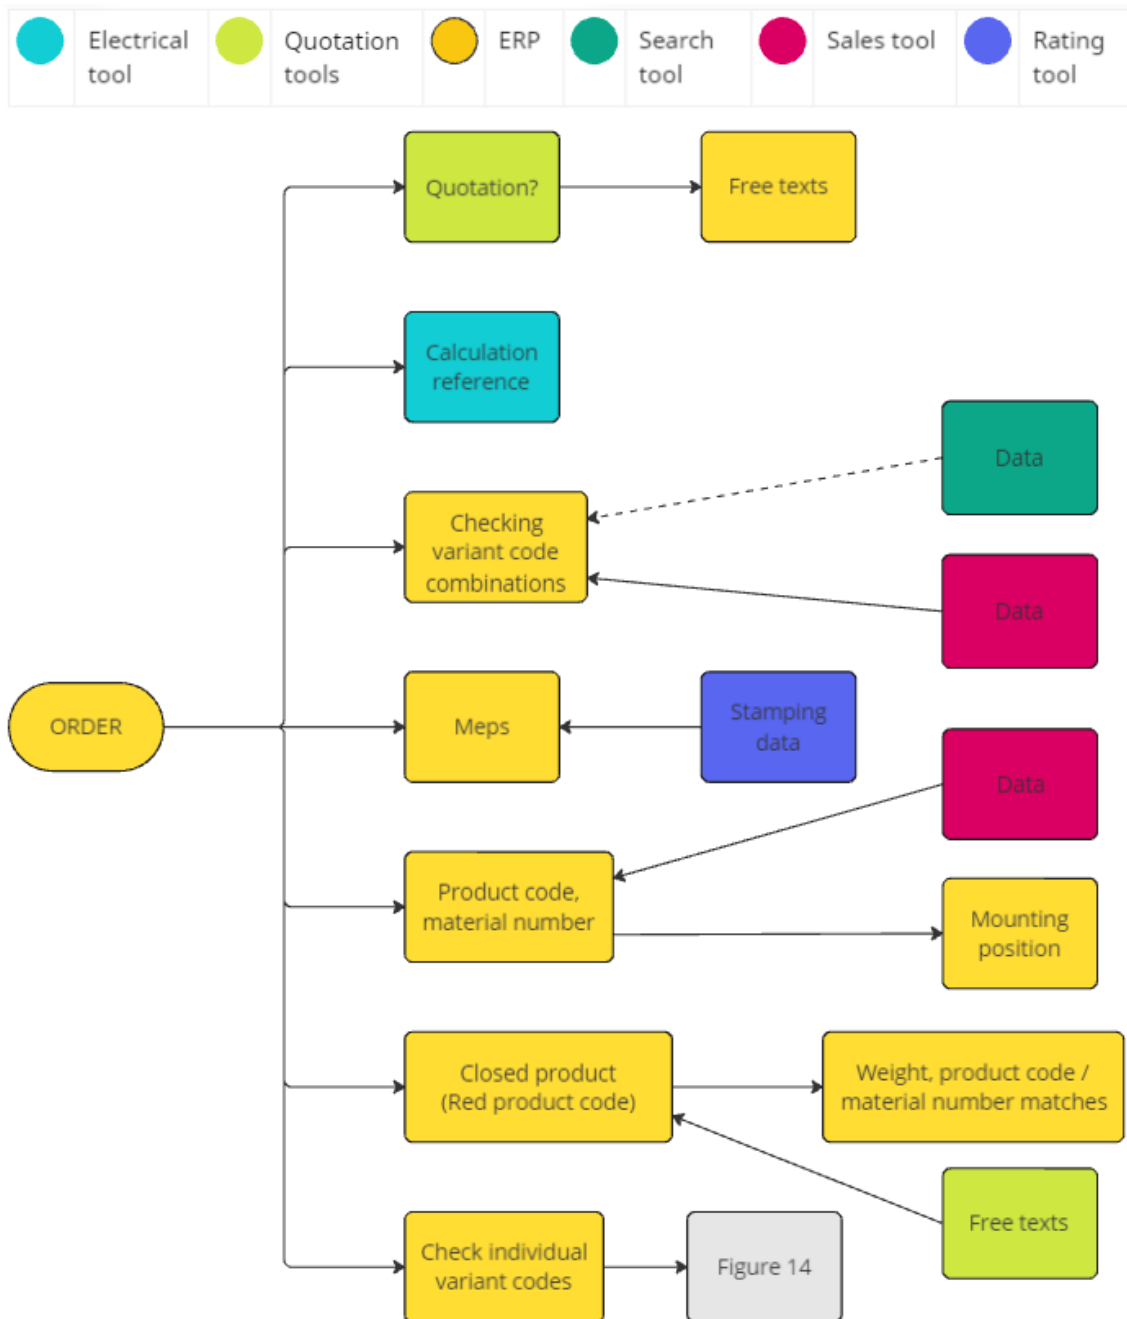 Electrical
tool
Quotation
tools
ERP
Search
tool
Sales tool
Rating
tool
Quotation?
Free texts
Calculation
reference
Data
Checking
variant code
combinations
Data
ORDER
Meps
Stamping
data
Data
Product code,
material number
Mounting
position
Closed product
(Red product code)
Weight, product code /
material number matches
Free texts
Check individual
variant codes
Figure 14